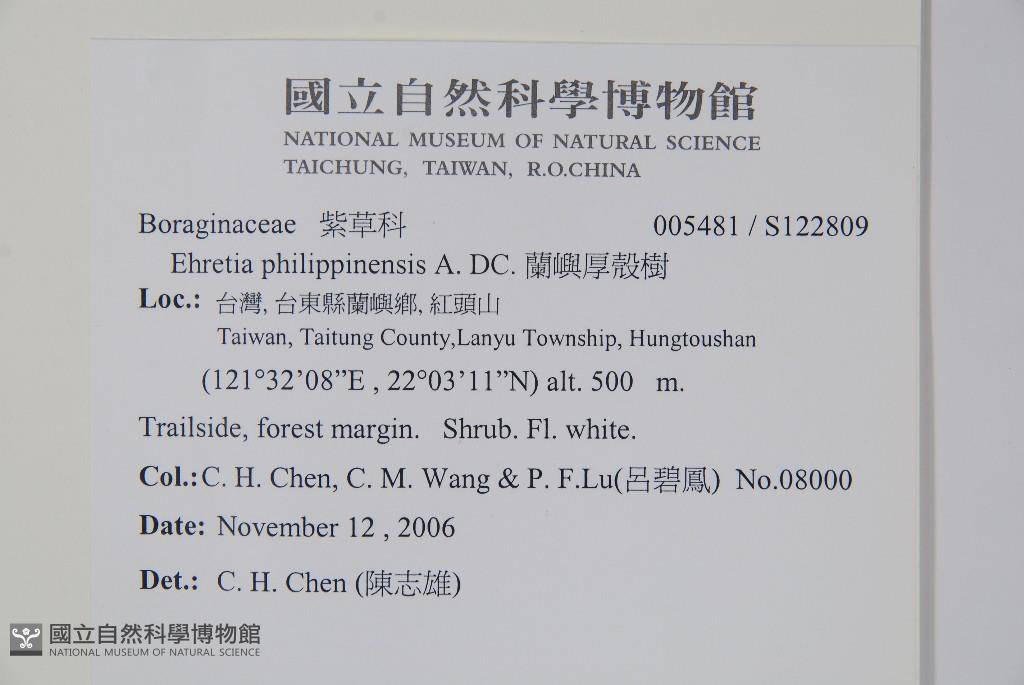 國立自然科學博物館
NATIONAL MUSEUM OF NATURAL SCIENCE
TAICHUNG, TAIWAN, R.O.CHINA
Boraginaceae 紫草科 005481 / S122809
Ehretia philippinensis A. DC. 蘭嶼厚殼樹
Loc.: 台灣, 台東縣蘭嶼鄉, 紅頭山
Taiwan, Taitung County,Lanyu Township, Hungtoushan
(121°32’08”E , 22°03’11”N) alt. 500 m.
Trailside, forest margin. Shrub. Fl. white.
Col.: C. H. Chen, C. M. Wang & P. F.Lu(呂碧鳳) No.08000
Date: November 12 , 2006
Det.: C. H. Chen (陳志雄)
國立自然科學博物館
NATIONAL MUSEUM OF NATURAL SCIENCE